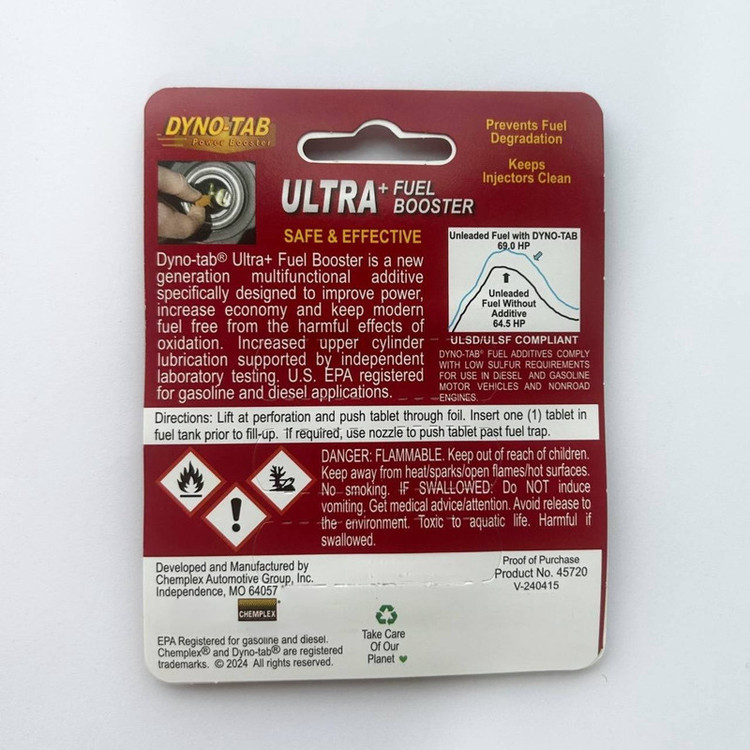 DYNO-TAB
Power Booster
Prevents Fuel
Degradation
Keeps
Injectors Clean
ULTRA+ FUEL
BOOSTER
SAFE & EFFECTIVE
Dyno-tab® Ultra+ Fuel Booster is a new
generation multifunctional additive
specifically designed to improve power,
increase economy and keep modern
fuel free from the harmful effects of
oxidation. Increased upper cylinder
lubrication supported by independent
laboratory testing. U.S. EPA registered
for gasoline and diesel applications.
Unleaded Fuel with DYNO-TAB
69.0 HP
Unleaded
Fuel Without
Additive
64.5 HP
ULSD/ULSF COMPLIANT
DYNO-TAB® FUEL ADDITIVES COMPLY
WITH LOW SULFUR REQUIREMENTS
FOR USE IN DIESEL AND GASOLINE
MOTOR VEHICLES AND NONROAD
ENGINES.
Directions: Lift at perforation and push tablet through foil. Insert one (1) tablet in
fuel tank prior to fill-up. If required, use nozzle to push tablet past fuel trap.
DANGER: FLAMMABLE. Keep out of reach of children.
Keep away from heat/sparks/open flames/hot surfaces.
No smoking. IF SWALLOWED: Do NOT induce
vomiting. Get medical advice/attention. Avoid release to
the environment. Toxic to aquatic life. Harmful if
swallowed.
Developed and Manufactured by
Chemplex Automotive Group, Inc.
Independence, MO 64057
CHEMPLEX®
Proof of Purchase
Product No. 45720
V-240415
EPA Registered for gasoline and diesel.
Chemplex® and Dyno-tab® are registered
trademarks. © 2024 All rights reserved.
Take Care
Of Our
Planet